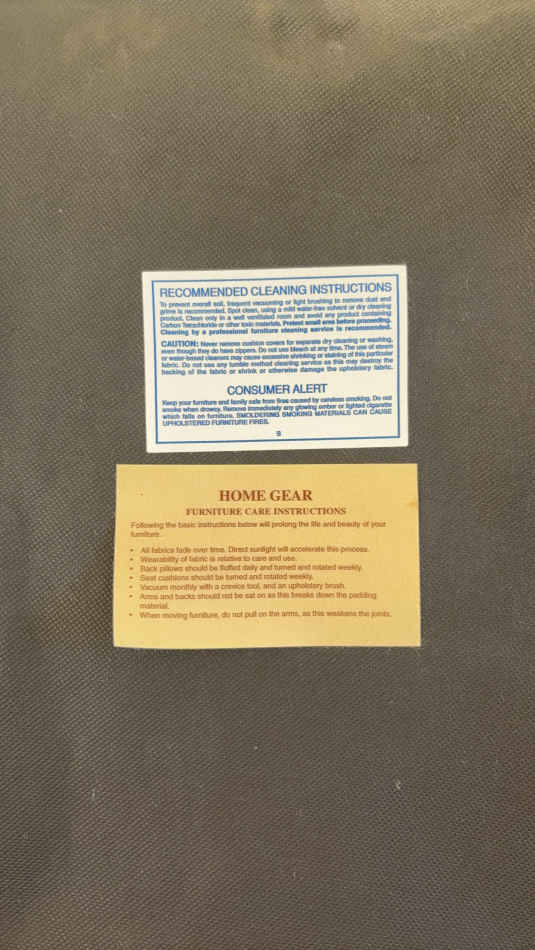 RECOMMENDED CLEANING INSTRUCTIONS
To prevent overall soil, frequent vacuuming or light brushing to remove dust and
grime is recommended. Spot clean, using a mild water-free solvent or dry cleaning
product. Clean only in a well ventilated room and avoid any product containing
Carbon Tetrachloride or other toxic materials. Pretest small area before proceeding.
Cleaning by a professional furniture cleaning service is recommended.
CAUTION: Never remove cushion covers for separate dry cleaning or washing,
even though they do have zippers. Do not use bleach at any time. The use of steam
or water-based cleaners may cause excessive shrinking or staining of this particular
fabric. Do not use any tumble method cleaning service as this may destroy the
backing of the fabric or shrink or otherwise damage the upholstery fabric.
CONSUMER ALERT
Keep your furniture and family safe from fires caused by careless smoking. Do not
smoke when drowsy. Remove immediately any glowing ember or lighted cigarette
which falls on furniture. SMOLDERING SMOKING MATERIALS CAN CAUSE
UPHOLSTERED FURNITURE FIRES.
S
HOME GEAR
FURNITURE CARE INSTRUCTIONS
Following the basic instructions below will prolong the life and beauty of your
furniture.
• All fabrics fade over time. Direct sunlight will accelerate this process.
• Wearability of fabric is relative to care and use.
• Back pillows should be fluffed daily and turned and rotated weekly.
• Seat cushions should be turned and rotated weekly.
• Vacuum monthly with a crevice tool, and an upholstery brush.
• Arms and backs should not be sat on as this breaks down the padding
material.
• When moving furniture, do not pull on the arms, as this weakens the joints.